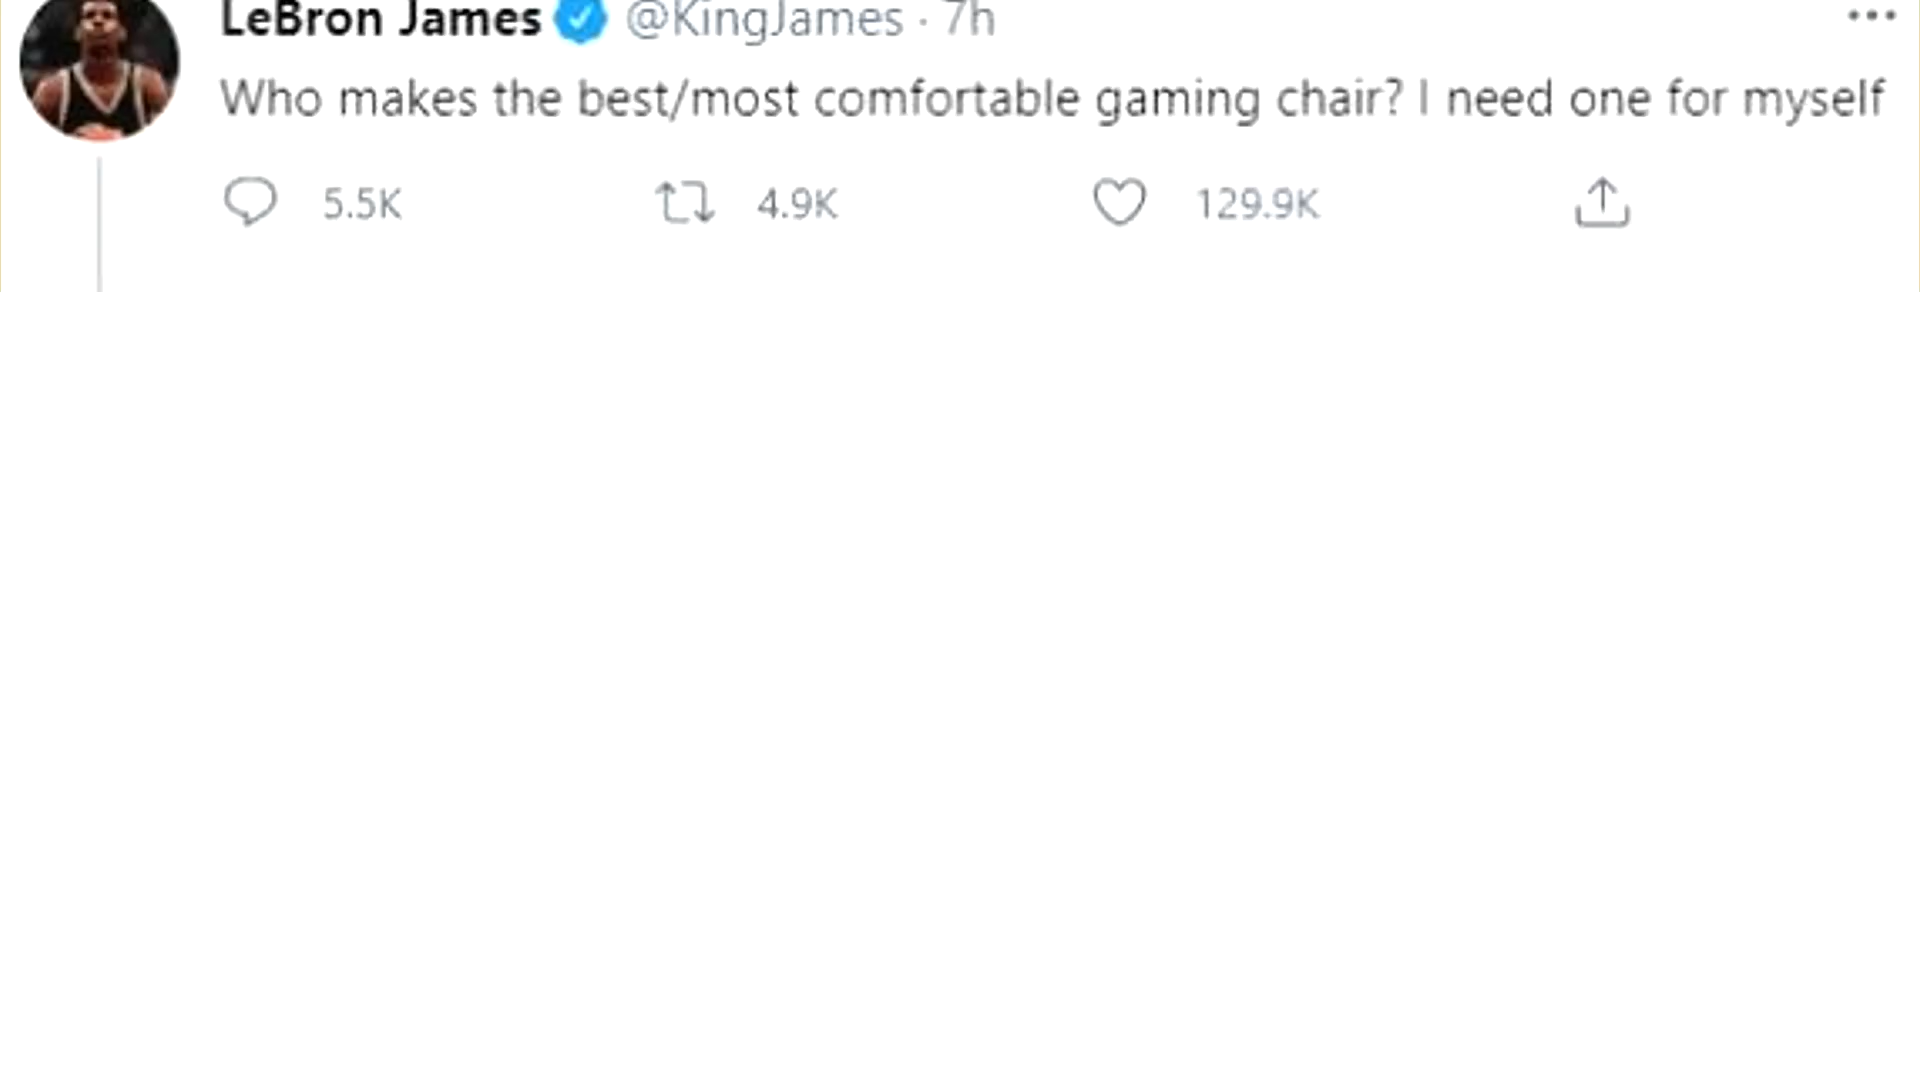 LeBron James @KingJames · 7h
Who makes the best/most comfortable gaming chair? I need one for myself
5.5K 4.9K 129.9K